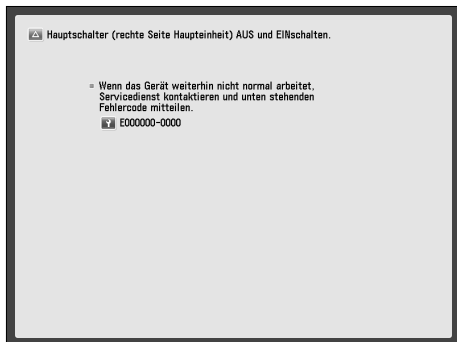 Hauptschalter (rechte Seite Haupteinheit) AUS und EINschalten.
Wenn das Gerät weiterhin nicht normal arbeitet,
Servicedienst kontaktieren und unten stehenden
Fehlercode mitteilen.
E000000-0000